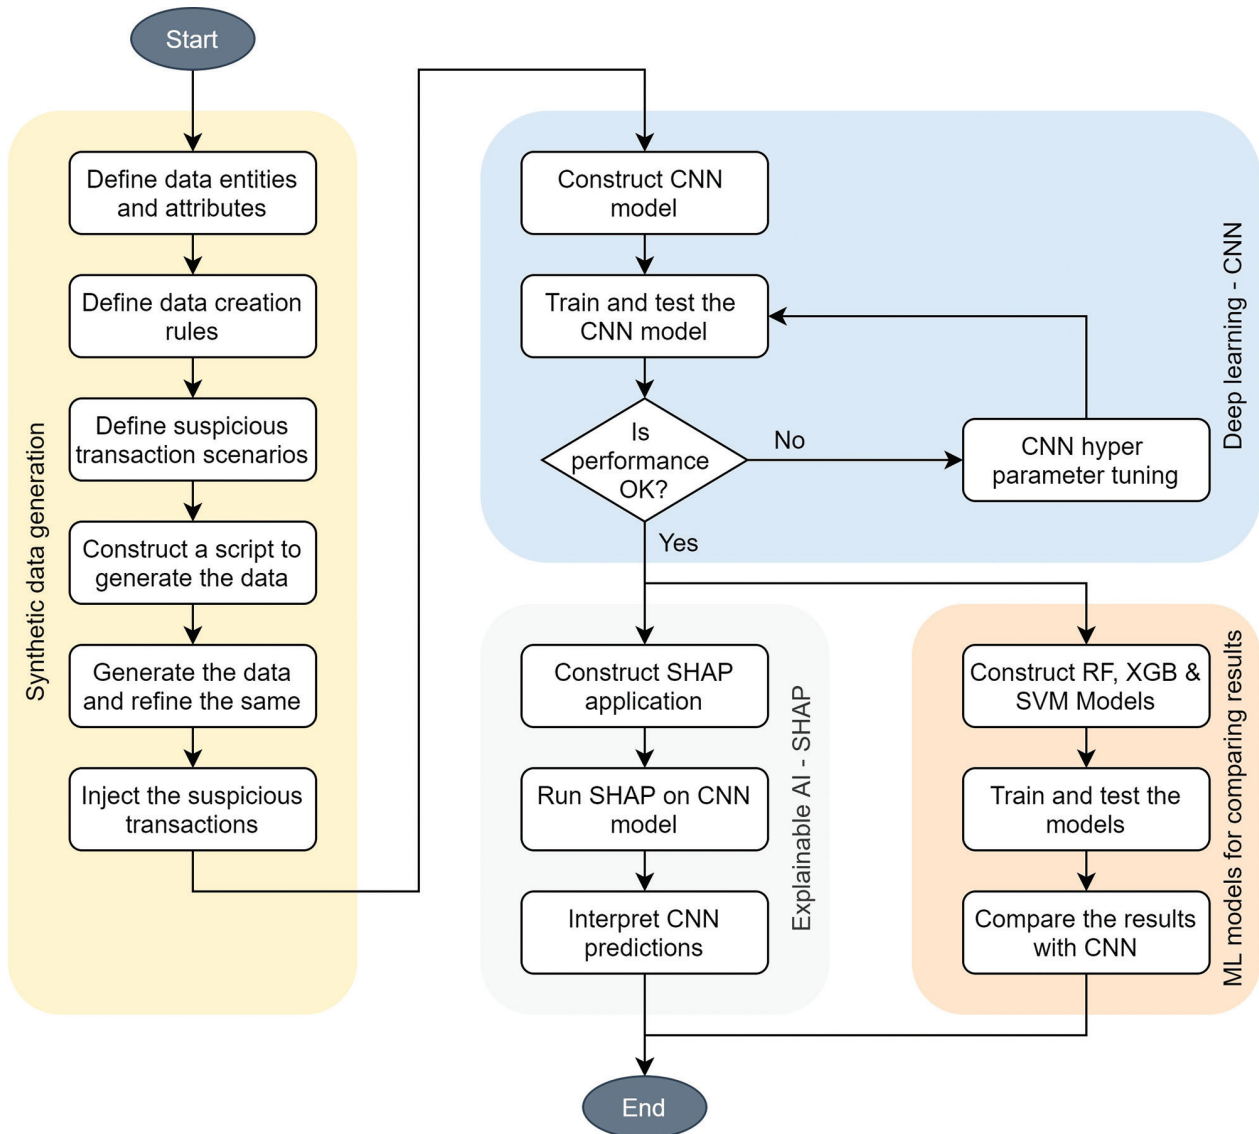 Start
Define data entities
and attributes
Define data creation
rules
Define suspicious
transaction scenarios
Construct a script to
generate the data
Generate the data
and refine the same
Inject the suspicious
transactions
Synthetic data generation
Construct CNN
model
Train and test the
CNN model
Is
performance
OK?
No
Yes
CNN hyper
parameter tuning
Deep learning - CNN
Construct SHAP
application
Run SHAP on CNN
model
Interpret CNN
predictions
Explainable AI - SHAP
Construct RF, XGB &
SVM Models
Train and test the
models
Compare the results
with CNN
ML models for comparing results
End